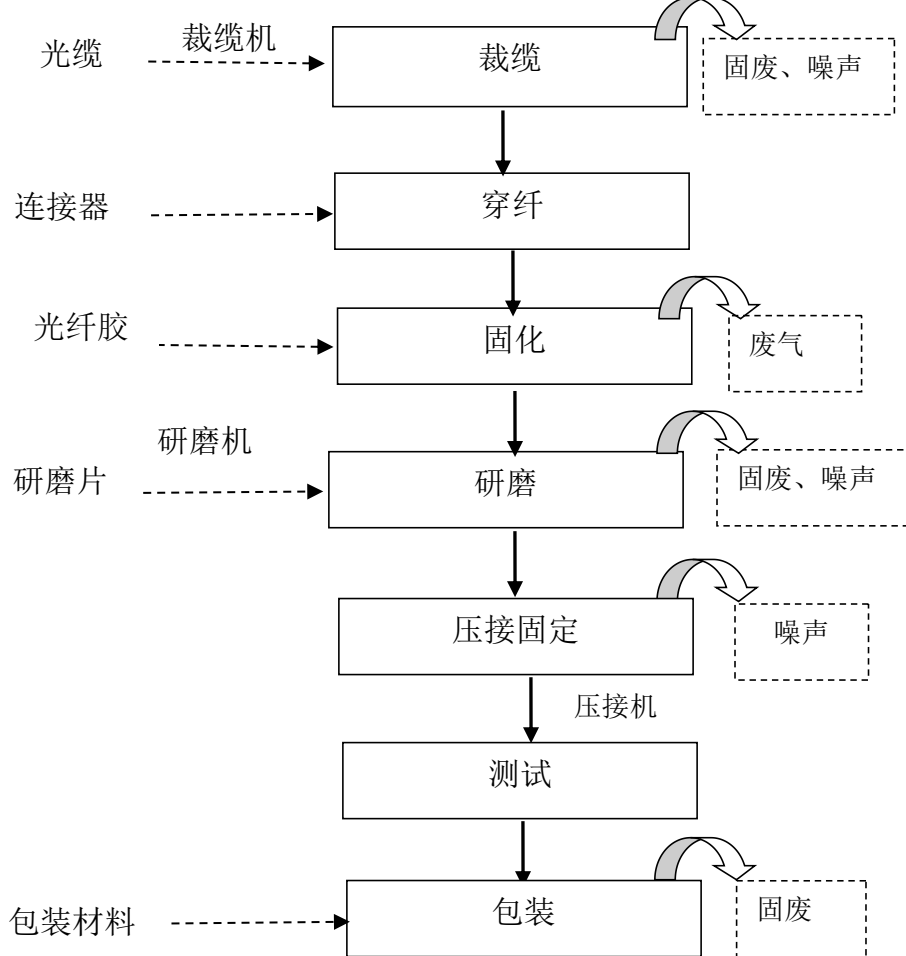 光缆
裁缆机
裁缆
固废、噪声
连接器
穿纤
光纤胶
固化
废气
研磨机
研磨片
研磨
固废、噪声
压接固定
噪声
压接机
测试
包装材料
包装
固废